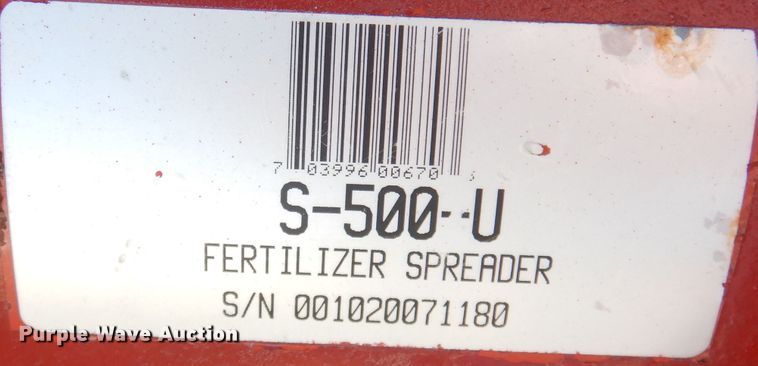 7 03996 00670
S-500--U
FERTILIZER SPREADER
S/N 001020071180
Purple Wave Auction